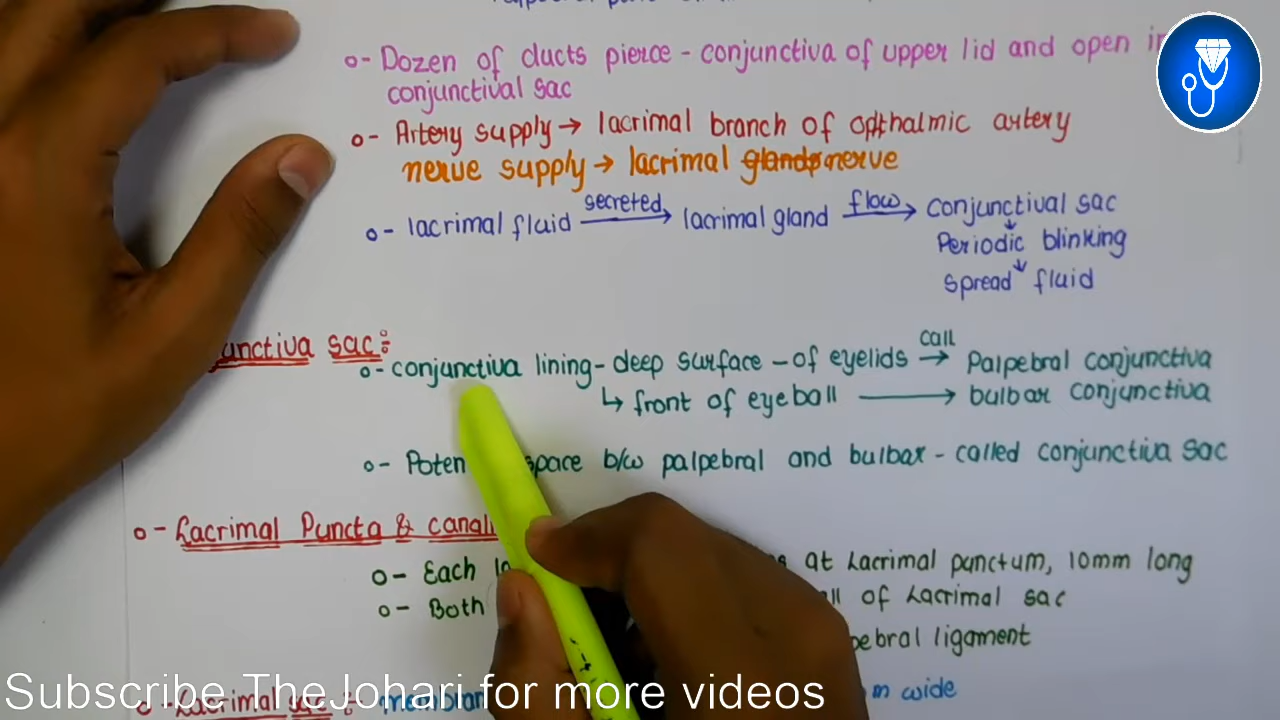 o- Dozen of ducts pierce - conjunctiva of upper lid and open in
conjunctival sac
o- Artery supply → lacrimal branch of opthalmic artery
nerve supply → lacrimal nerve
o- lacrimal fluid secreted → lacrimal gland flow → conjunctival sac
↓
Periodic blinking
↓
spread fluid
unctiva sac:-
o- conjunctiva lining - deep surface - of eyelids call → Palpebral conjunctiva
↳ front of eyeball → bulbar conjunctiva
o- Poten space b/w palpebral and bulbar - called conjunctiva sac
o- Lacrimal Puncta & canali
o- Each at Lacrimal punctum, 10mm long
o- Both of Lacrimal sac
pebral ligament
o- Lacrimal sac :- membran m wide
Subscribe TheJohari for more videos